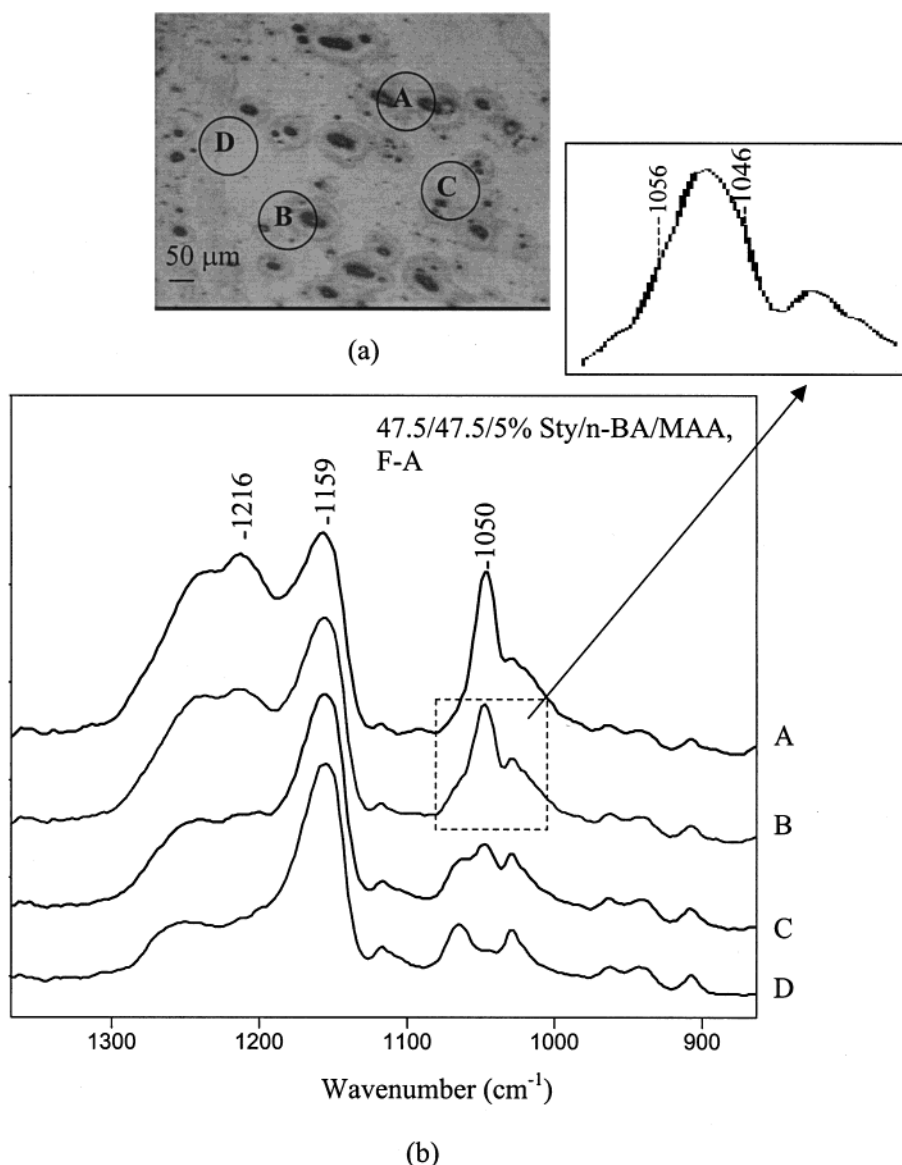 A
D
C
B
50 μm
(a)
1056
1046
47.5/47.5/5% Sty/n-BA/MAA,
F-A
-1216
-1159
-1050
A
B
C
D
1300 1200 1100 1000 900
Wavenumber (cm⁻¹)
(b)